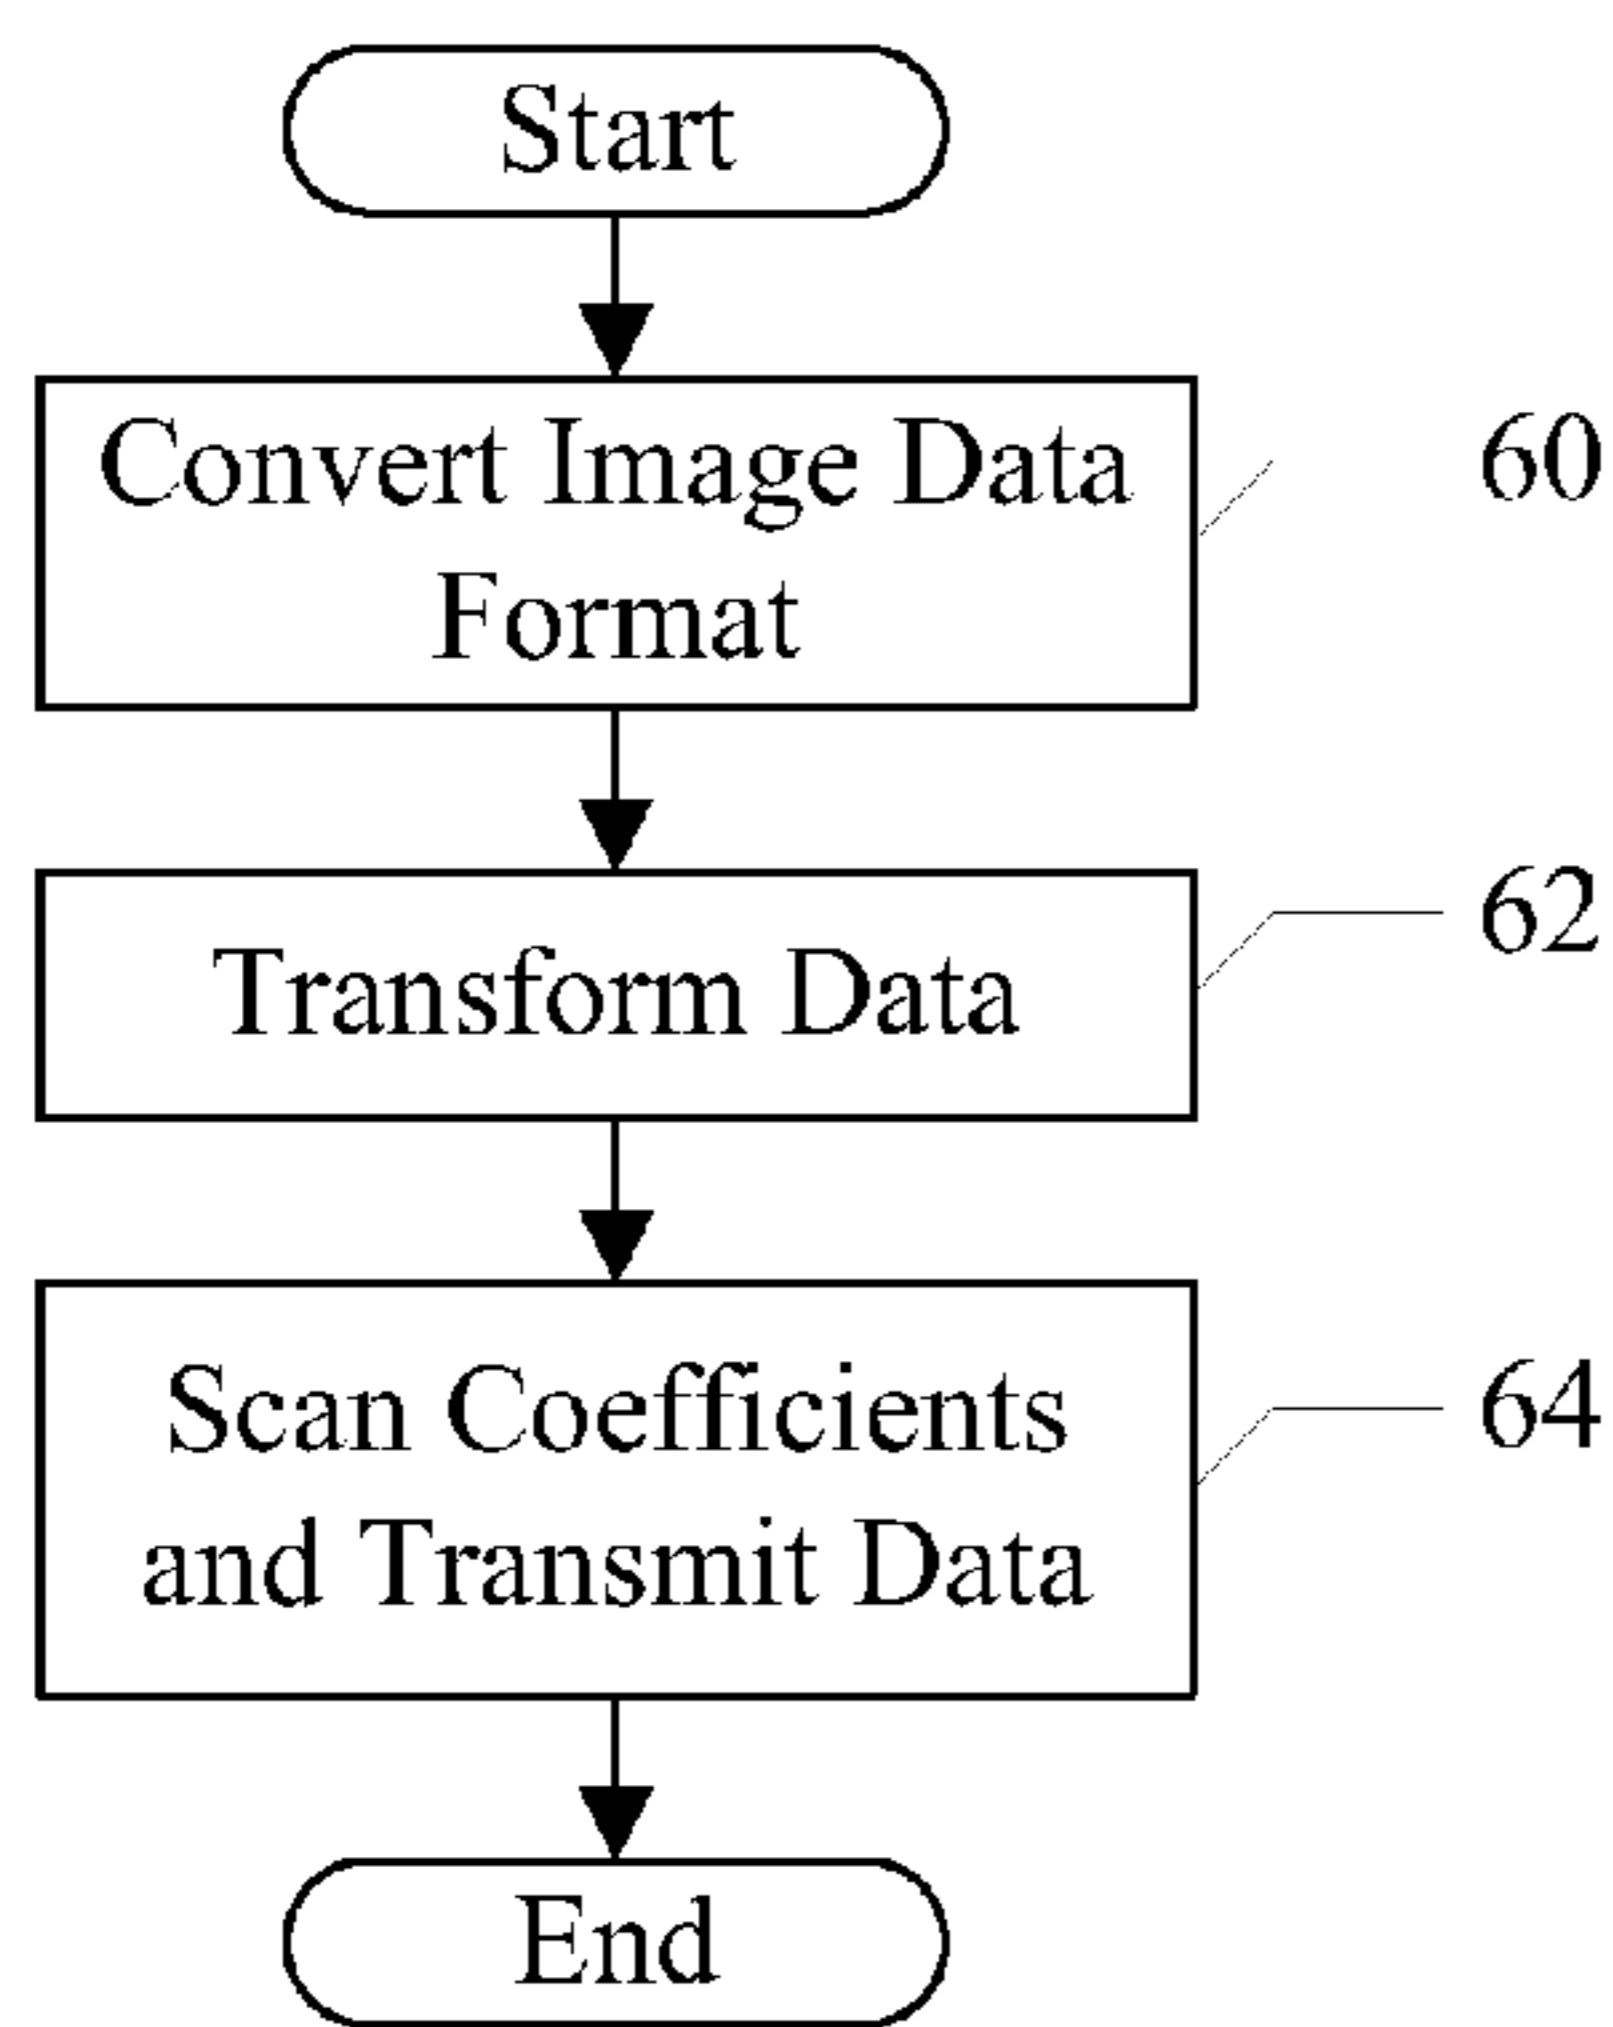 Start
Convert Image Data
Format
60
Transform Data
62
Scan Coefficients
and Transmit Data
64
End